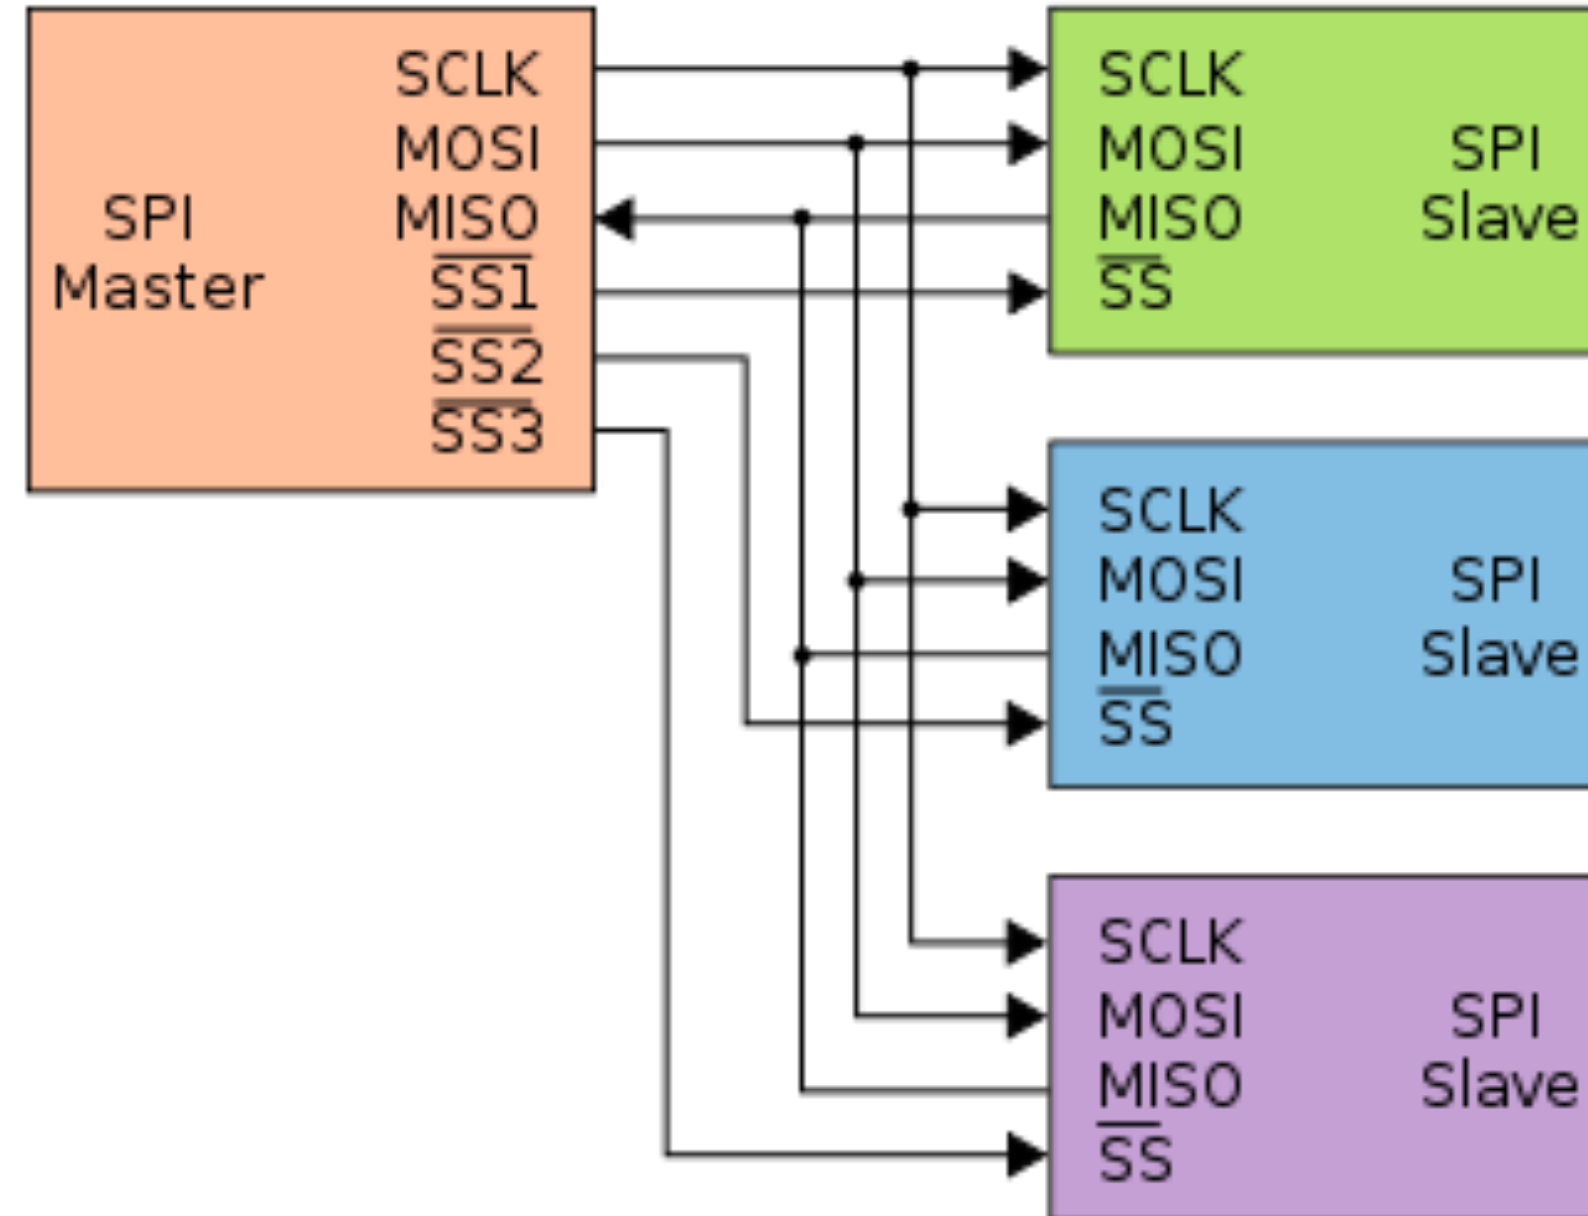 SCLK
MOSI
SPI MISO
Master SS1
SS2
SS3
SCLK
MOSI SPI
MISO Slave
SS
SCLK
MOSI SPI
MISO Slave
SS
SCLK
MOSI SPI
MISO Slave
SS